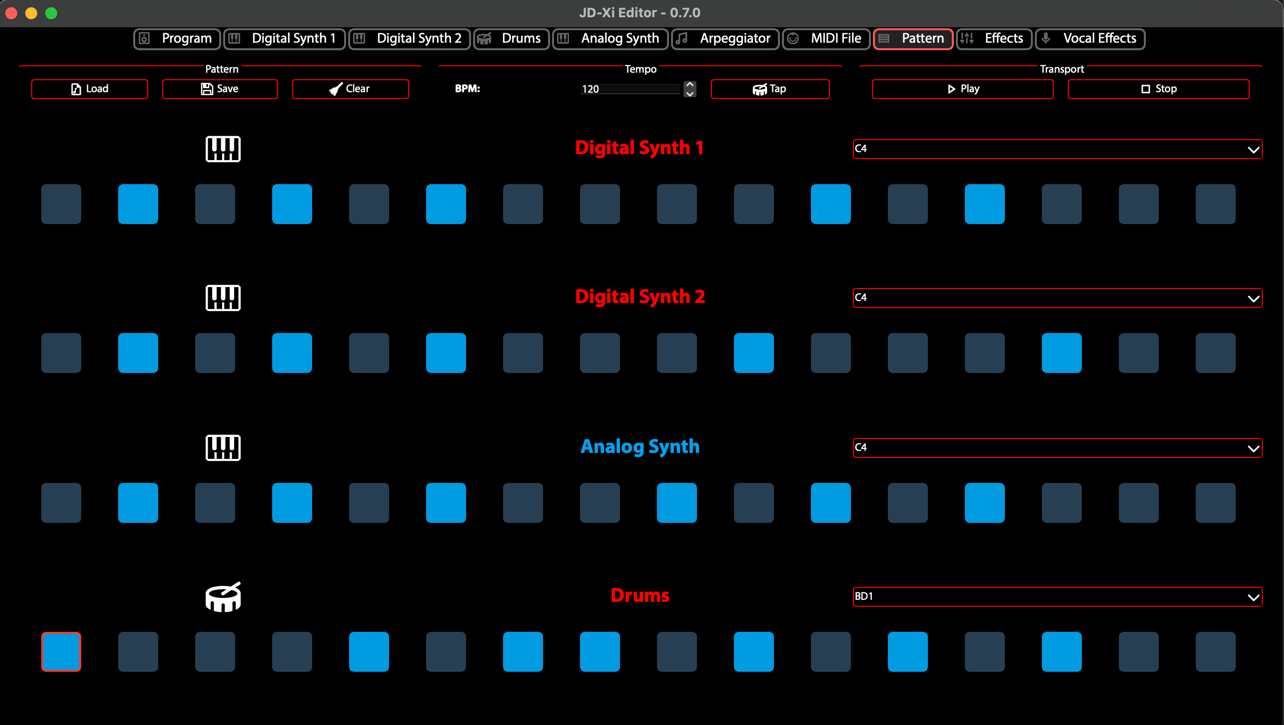 JD-Xi Editor - 0.7.0
Program Digital Synth 1 Digital Synth 2 Drums Analog Synth Arpeggiator MIDI File Pattern Effects Vocal Effects
Pattern Tempo Transport
Load Save Clear BPM: 120 Tap Play Stop
Digital Synth 1 C4
Digital Synth 2 C4
Analog Synth C4
Drums BD1